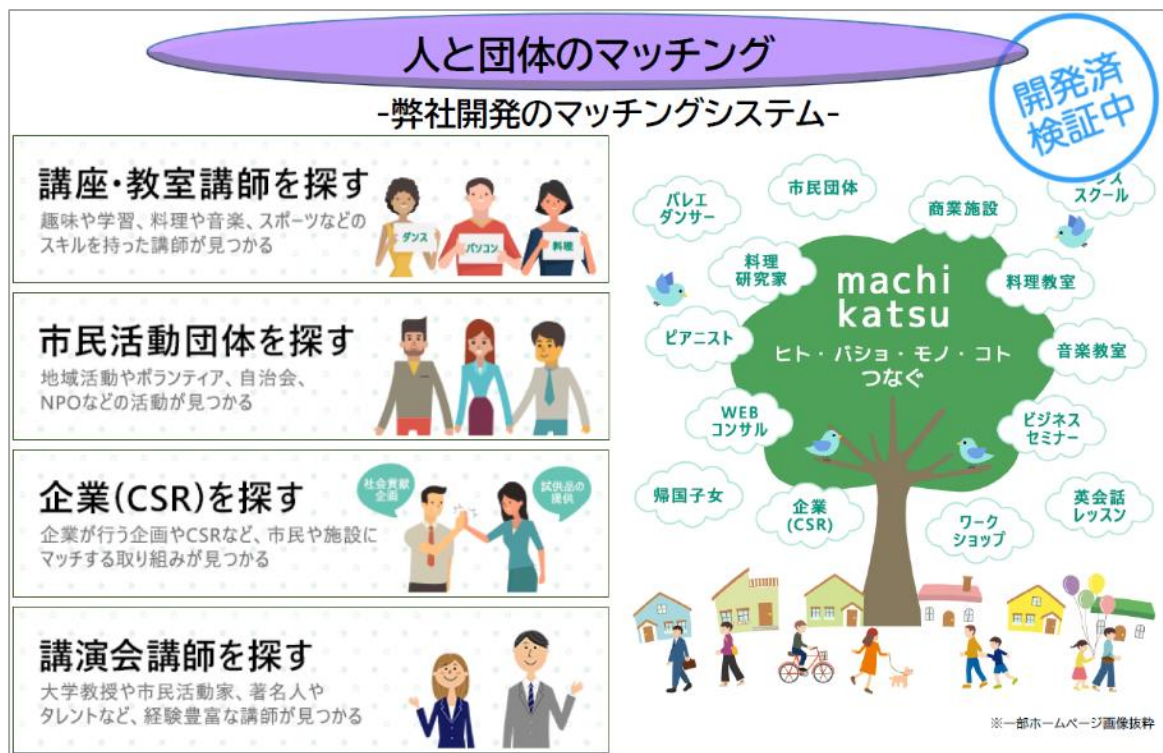 人と団体のマッチング
-弊社開発のマッチングシステム-
開発済
検証中
講座・教室講師を探す
趣味や学習、料理や音楽、スポーツなどの
スキルを持った講師が見つかる
ダンス
パソコン
料理
市民活動団体を探す
地域活動やボランティア、自治会、
NPOなどの活動が見つかる
企業(CSR)を探す
企業が行う企画やCSRなど、市民や施設に
マッチする取り組みが見つかる
社会貢献
企画
試供品の
提供
講演会講師を探す
大学教授や市民活動家、著名人や
タレントなど、経験豊富な講師が見つかる
バレエ
ダンサー
市民団体
商業施設
スクール
料理
研究家
machi
katsu
ヒト・バショ・モノ・コト
つなぐ
料理教室
ピアニスト
音楽教室
WEB
コンサル
ビジネス
セミナー
帰国子女
企業
(CSR)
ワーク
ショップ
英会話
レッスン
※一部ホームページ画像抜粋